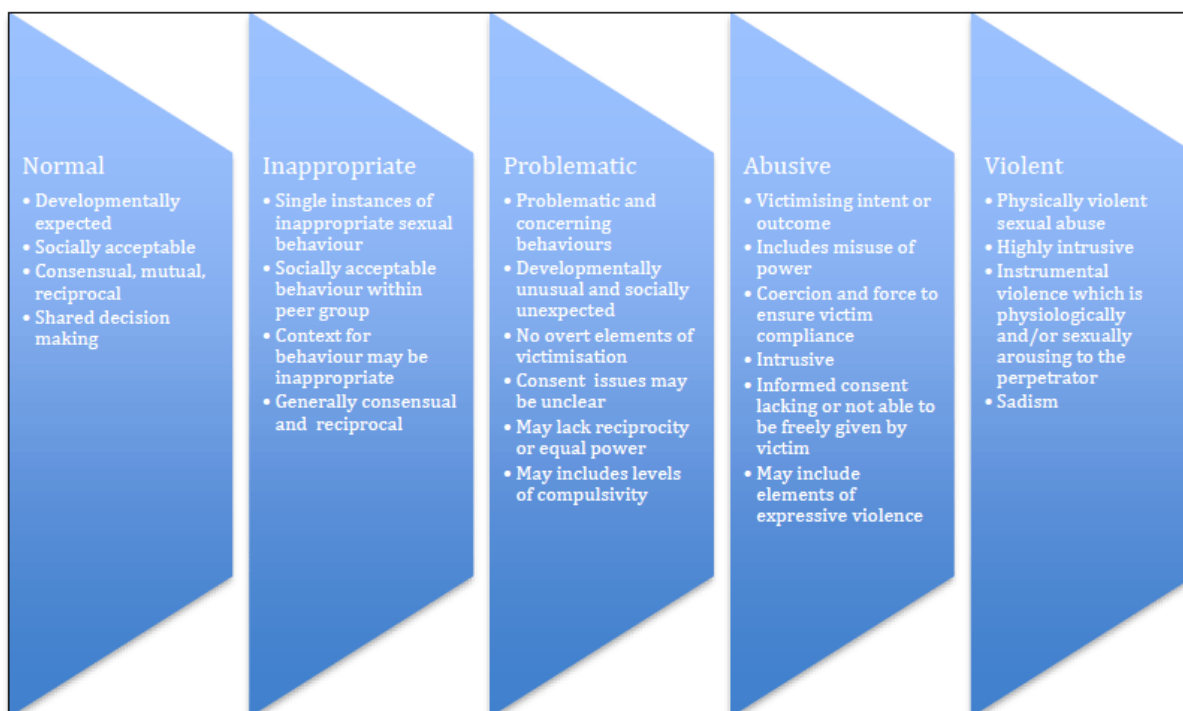 Normal
• Developmentally
expected
• Socially acceptable
• Consensual, mutual,
reciprocal
• Shared decision
making
Inappropriate
• Single instances of
inappropriate sexual
behaviour
• Socially acceptable
behaviour within
peer group
• Context for
behaviour may be
inappropriate
• Generally consensual
and reciprocal
Problematic
• Problematic and
concerning
behaviours
• Developmentally
unusual and socially
unexpected
• No overt elements of
victimisation
• Consent issues may
be unclear
• May lack reciprocity
or equal power
• May includes levels
of compulsivity
Abusive
• Victimising intent or
outcome
• Includes misuse of
power
• Coercion and force to
ensure victim
compliance
• Intrusive
• Informed consent
lacking or not able to
be freely given by
victim
• May include
elements of
expressive violence
Violent
• Physically violent
sexual abuse
• Highly intrusive
• Instrumental
violence which is
physiologically
and/or sexually
arousing to the
perpetrator
• Sadism